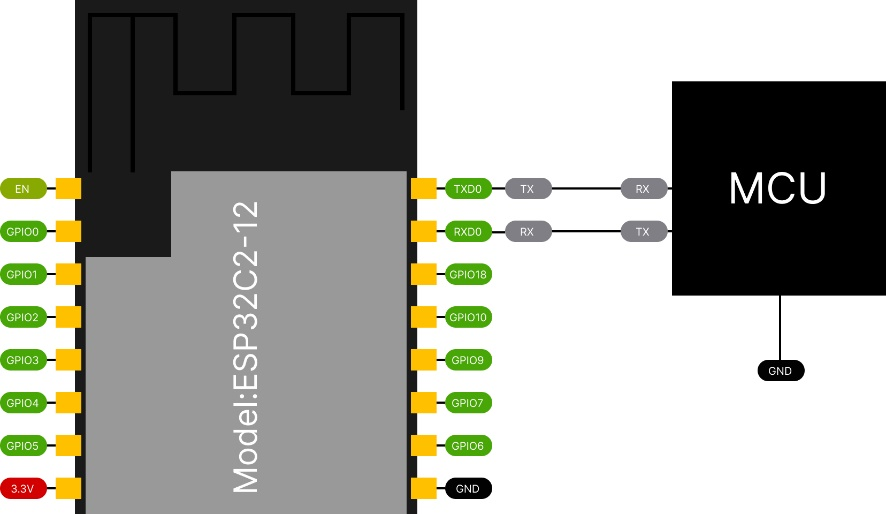 EN
TXD0
TX
RX
MCU
GPIO0
RXD0
RX
TX
GPIO1
GPIO18
GPIO2
GPIO10
GPIO3
GPIO9
GND
GPIO4
GPIO7
GPIO5
GPIO6
3.3V
GND
Model:ESP32C2-12